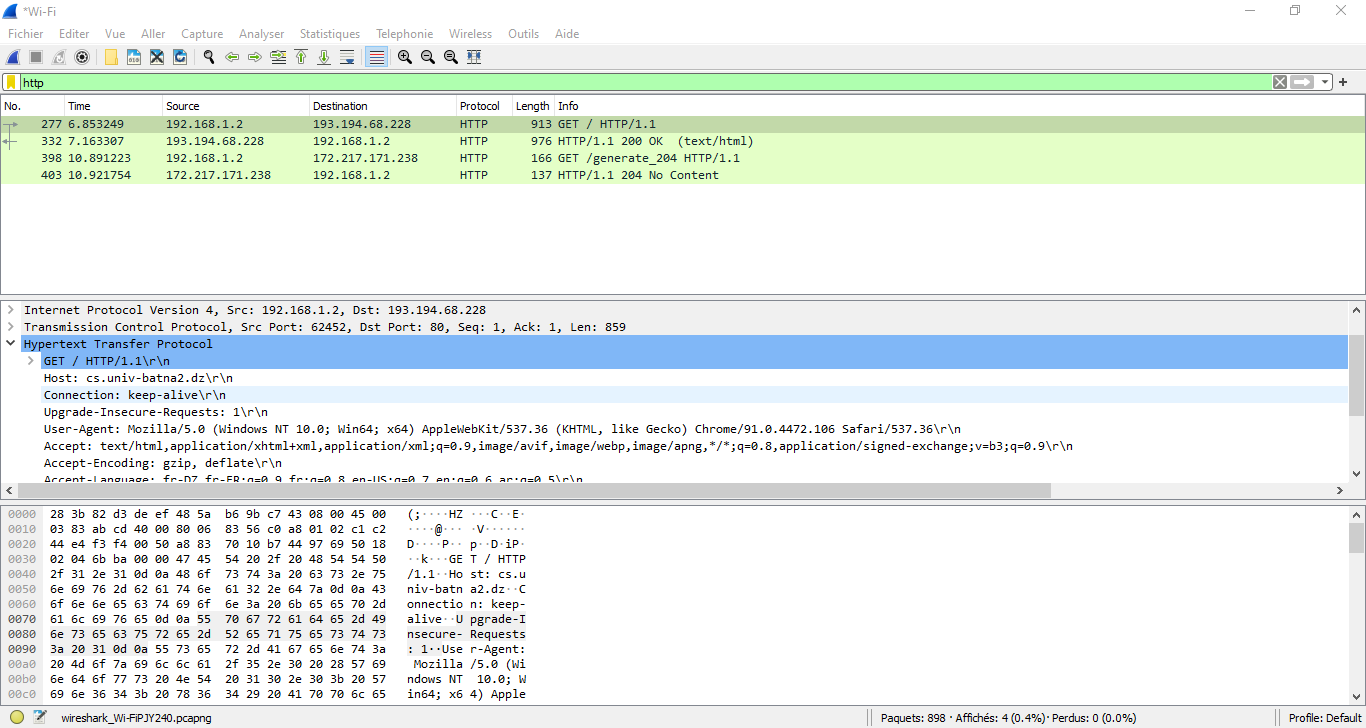 *Wi-Fi
Fichier Editer Vue Aller Capture Analyser Statistiques Telephonie Wireless Outils Aide
http
No. Time Source Destination Protocol Length Info
277 6.853249 192.168.1.2 193.194.68.228 HTTP 913 GET / HTTP/1.1
332 7.163307 193.194.68.228 192.168.1.2 HTTP 976 HTTP/1.1 200 OK (text/html)
398 10.891223 192.168.1.2 172.217.171.238 HTTP 166 GET /generate_204 HTTP/1.1
403 10.921754 172.217.171.238 192.168.1.2 HTTP 137 HTTP/1.1 204 No Content
Internet Protocol Version 4, Src: 192.168.1.2, Dst: 193.194.68.228
Transmission Control Protocol, Src Port: 62452, Dst Port: 80, Seq: 1, Ack: 1, Len: 859
Hypertext Transfer Protocol
GET / HTTP/1.1\r\n
Host: cs.univ-batna2.dz\r\n
Connection: keep-alive\r\n
Upgrade-Insecure-Requests: 1\r\n
User-Agent: Mozilla/5.0 (Windows NT 10.0; Win64; x64) AppleWebKit/537.36 (KHTML, like Gecko) Chrome/91.0.4472.106 Safari/537.36\r\n
Accept: text/html,application/xhtml+xml,application/xml;q=0.9,image/avif,image/webp,image/apng,*/*;q=0.8,application/signed-exchange;v=b3;q=0.9\r\n
Accept-Encoding: gzip, deflate\r\n
Accept-Language: fr-DZ,fr-FR;q=0.9,fr;q=0.8,en-US;q=0.7,en;q=0.6,ar;q=0.5\r\n
0000 28 3b 82 d3 de ef 48 5a b6 9b c7 43 08 00 45 00 (;····HZ ···C··E·
0010 03 83 ab cd 40 00 80 06 83 56 c0 a8 01 02 c1 c2 ····@··· ·V······
0020 44 e4 f3 f4 00 50 a8 83 70 10 b7 44 97 69 50 18 D····P·· p··D·iP·
0030 02 04 6b ba 00 00 47 45 54 20 2f 20 48 54 54 50 ··k···GE T / HTTP
0040 2f 31 2e 31 0d 0a 48 6f 73 74 3a 20 63 73 2e 75 /1.1··Ho st: cs.u
0050 6e 69 76 2d 62 61 74 6e 61 32 2e 64 7a 0d 0a 43 niv-batn a2.dz··C
0060 6f 6e 6e 65 63 74 69 6f 6e 3a 20 6b 65 65 70 2d onnectio n: keep-
0070 61 6c 69 76 65 0d 0a 55 70 67 72 61 64 65 2d 49 alive··U pgrade-I
0080 6e 73 65 63 75 72 65 2d 52 65 71 75 65 73 74 73 nsecure- Requests
0090 3a 20 31 0d 0a 55 73 65 72 2d 41 67 65 6e 74 3a : 1··Use r-Agent:
00a0 20 4d 6f 7a 69 6c 6c 61 2f 35 2e 30 20 28 57 69 Mozilla /5.0 (Wi
00b0 6e 64 6f 77 73 20 4e 54 20 31 30 2e 30 3b 20 57 ndows NT 10.0; W
00c0 69 6e 36 34 3b 20 78 36 34 29 20 41 70 70 6c 65 in64; x6 4) Apple
wireshark_Wi-FiPJY240.pcapng Paquets: 898 · Affichés: 4 (0.4%) · Perdus: 0 (0.0%) Profile: Default